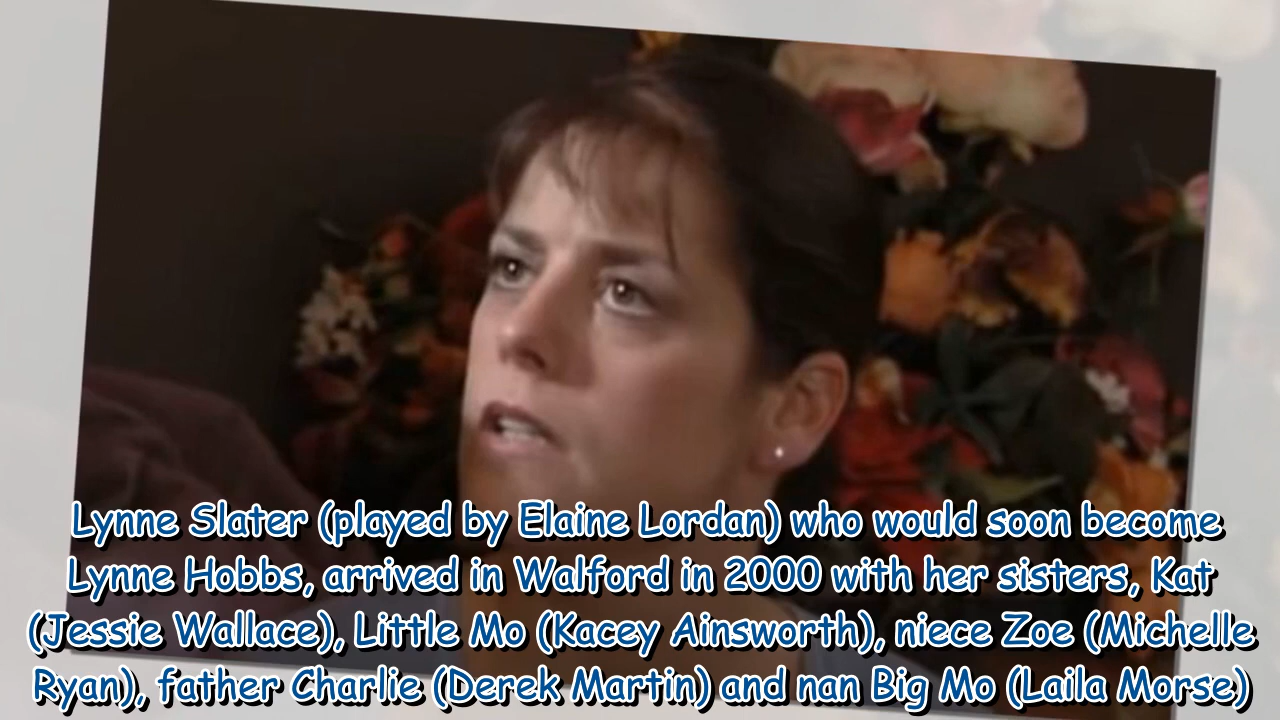 Lynne Slater (played by Elaine Lordan) who would soon become
Lynne Hobbs, arrived in Walford in 2000 with her sisters, Kat
(Jessie Wallace), Little Mo (Kacey Ainsworth), niece Zoe (Michelle
Ryan), father Charlie (Derek Martin) and nan Big Mo (Laila Morse)